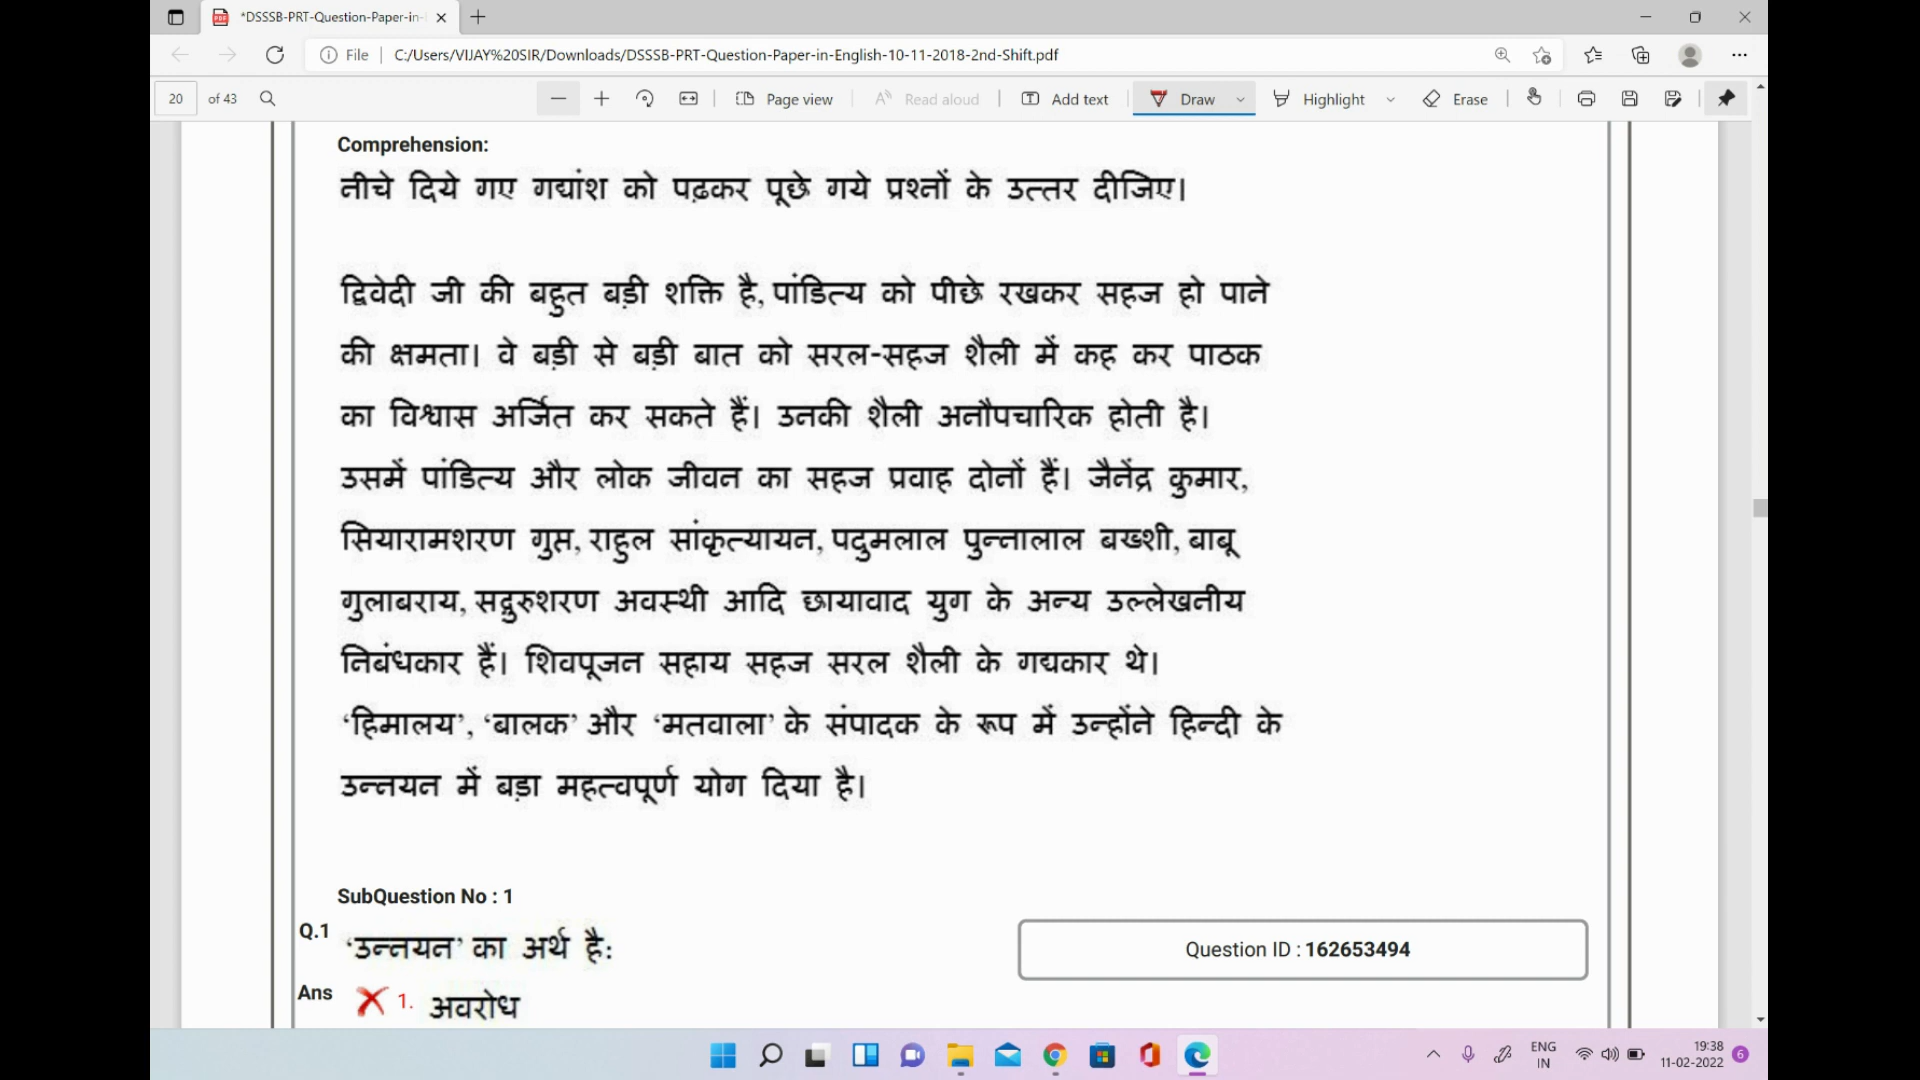 *DSSSB-PRT-Question-Paper-in-
File
C:/Users/VIJAY%20SIR/Downloads/DSSSB-PRT-Question-Paper-in-English-10-11-2018-2nd-Shift.pdf
20 of 43 Page view Read aloud Add text Draw Highlight Erase
Comprehension:
नीचे दिये गए गद्यांश को पढ़कर पूछे गये प्रश्नों के उत्तर दीजिए।
द्विवेदी जी की बहुत बड़ी शक्ति है, पांडित्य को पीछे रखकर सहज हो पाने
की क्षमता। वे बड़ी से बड़ी बात को सरल-सहज शैली में कह कर पाठक
का विश्वास अर्जित कर सकते हैं। उनकी शैली अनौपचारिक होती है।
उसमें पांडित्य और लोक जीवन का सहज प्रवाह दोनों हैं। जैनेंद्र कुमार,
सियारामशरण गुप्त, राहुल सांकृत्यायन, पदुमलाल पुन्नालाल बख्शी, बाबू
गुलाबराय, सद्गुरुशरण अवस्थी आदि छायावाद युग के अन्य उल्लेखनीय
निबंधकार हैं। शिवपूजन सहाय सहज सरल शैली के गद्यकार थे।
‘हिमालय’, ‘बालक’ और ‘मतवाला’ के संपादक के रूप में उन्होंने हिन्दी के
उन्नयन में बड़ा महत्वपूर्ण योग दिया है।
SubQuestion No : 1
Q.1 ‘उन्नयन’ का अर्थ है:
Question ID : 162653494
Ans 1. अवरोध
ENG
IN
19:38
11-02-2022
6